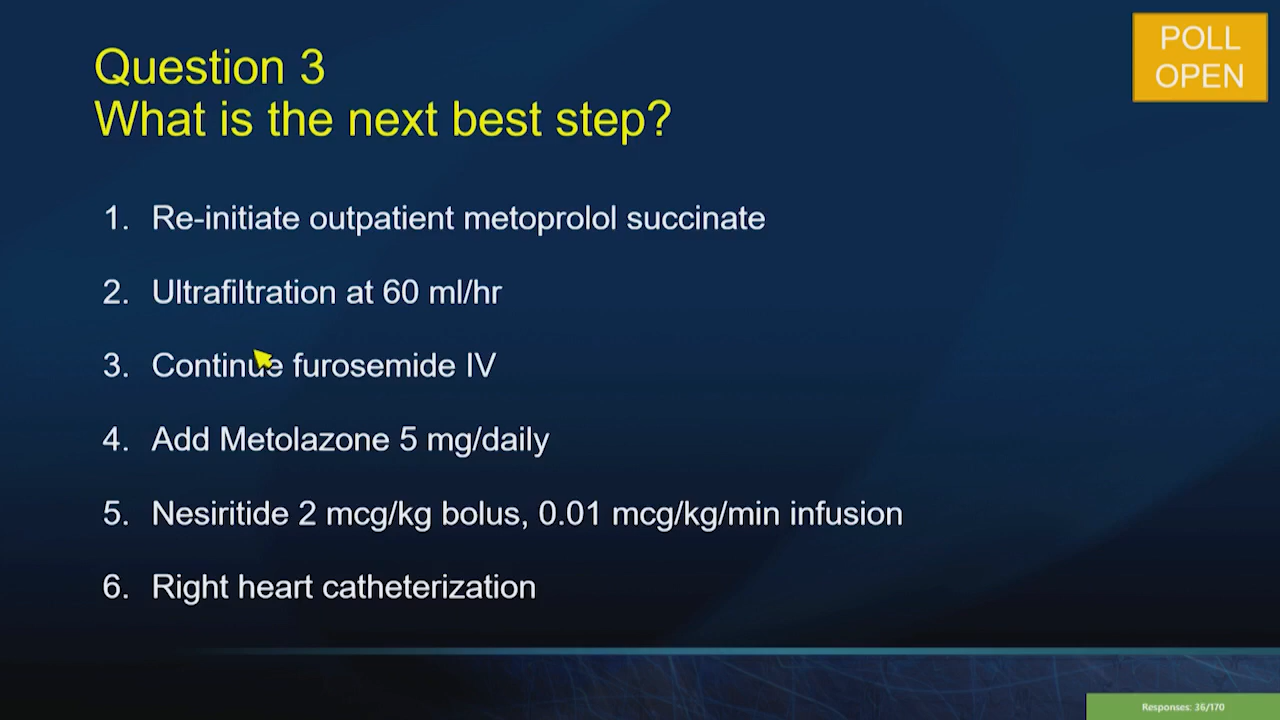 Question 3
What is the next best step?
POLL
OPEN
1. Re-initiate outpatient metoprolol succinate
2. Ultrafiltration at 60 ml/hr
3. Continue furosemide IV
4. Add Metolazone 5 mg/daily
5. Nesiritide 2 mcg/kg bolus, 0.01 mcg/kg/min infusion
6. Right heart catheterization
Responses: 36/170